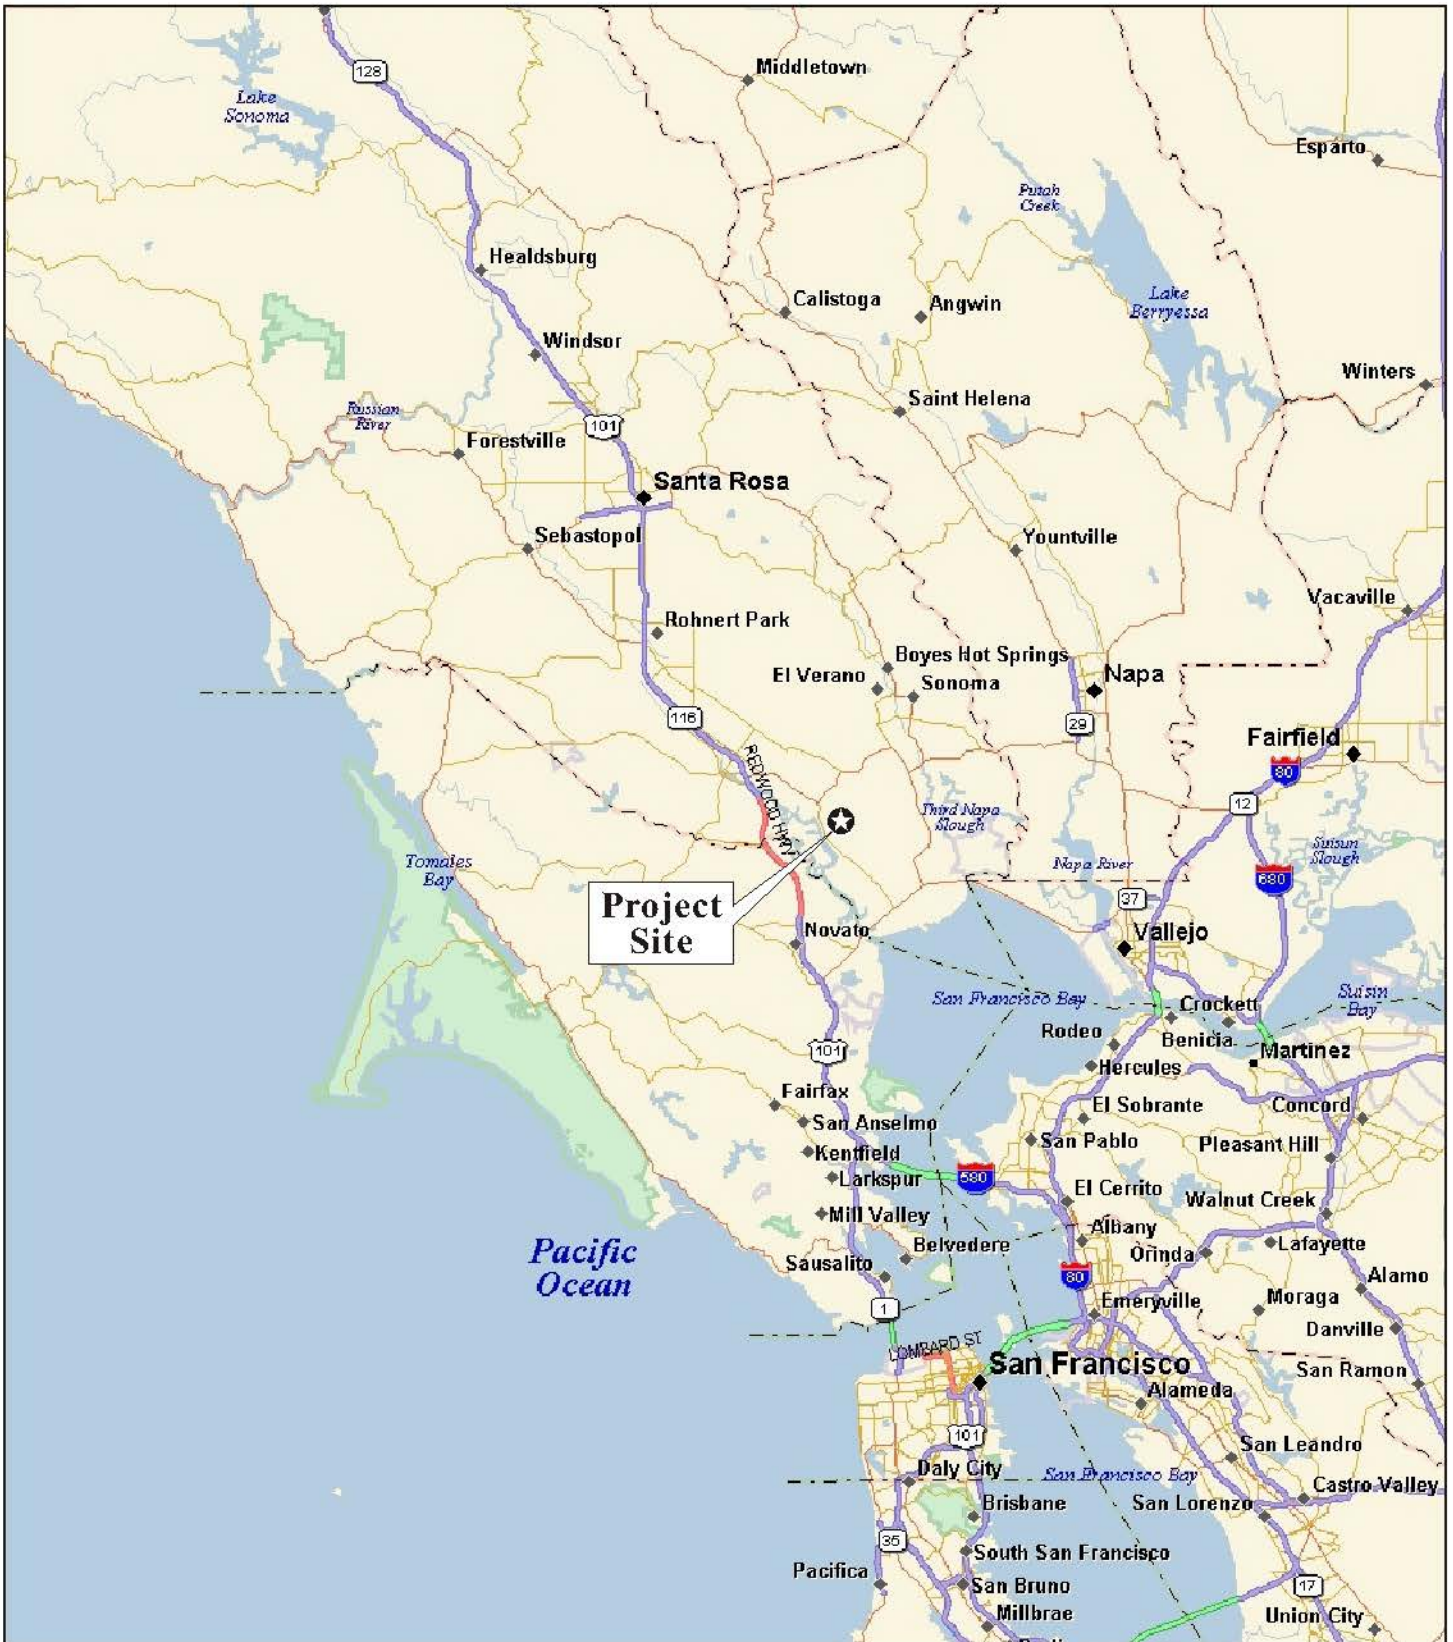 128
Middletown
Lake
Sonoma
Esparto
Putah
Creek
Healdsburg
Calistoga
Angwin
Lake
Berryessa
Windsor
Winters
Saint Helena
Russian
River
101
Forestville
Santa Rosa
Sebastopol
Yountville
Vacaville
Rohnert Park
Boyes Hot Springs
El Verano
Sonoma
Napa
116
29
Fairfield
REDWOOD HWY
80
12
Third Napa
Slough
Suisun
Slough
Tomales
Bay
Napa River
680
37
Project
Site
Novato
Vallejo
San Francisco Bay
Suisin
Bay
Crockett
Rodeo
Benicia
101
Martinez
Hercules
Fairfax
El Sobrante
Concord
San Anselmo
San Pablo
Pleasant Hill
Kentfield
Larkspur
580
El Cerrito
Walnut Creek
Mill Valley
Albany
Belvedere
Orinda
Lafayette
Pacific
Ocean
Sausalito
80
Alamo
Moraga
1
Emeryville
Danville
LOMBARD ST
San Francisco
San Ramon
Alameda
101
San Leandro
Daly City
San Francisco Bay
Castro Valley
Brisbane
San Lorenzo
35
South San Francisco
Pacifica
San Bruno
17
Millbrae
Union City